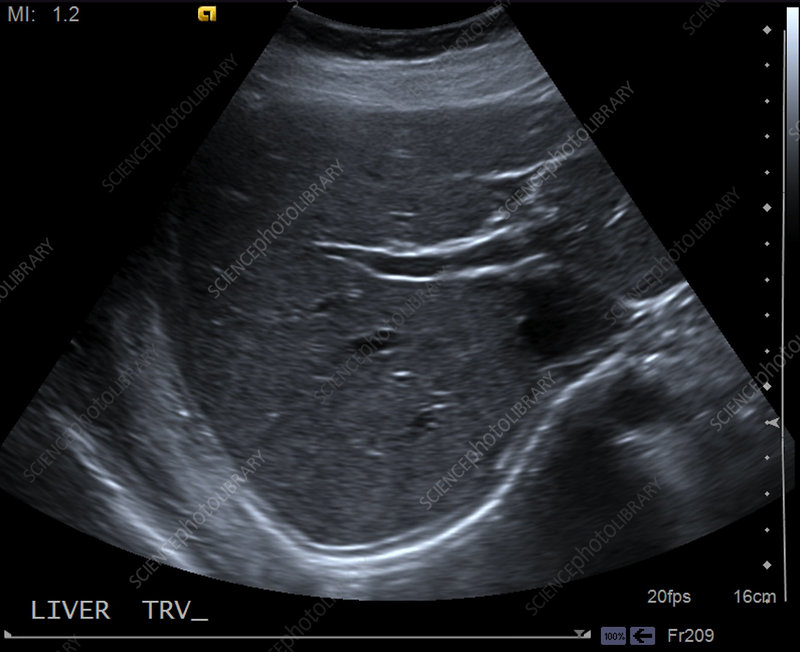 MI: 1.2
SCIENCEphotoLIBRARY
LIVER TRV_
20fps 16cm
100% Fr209